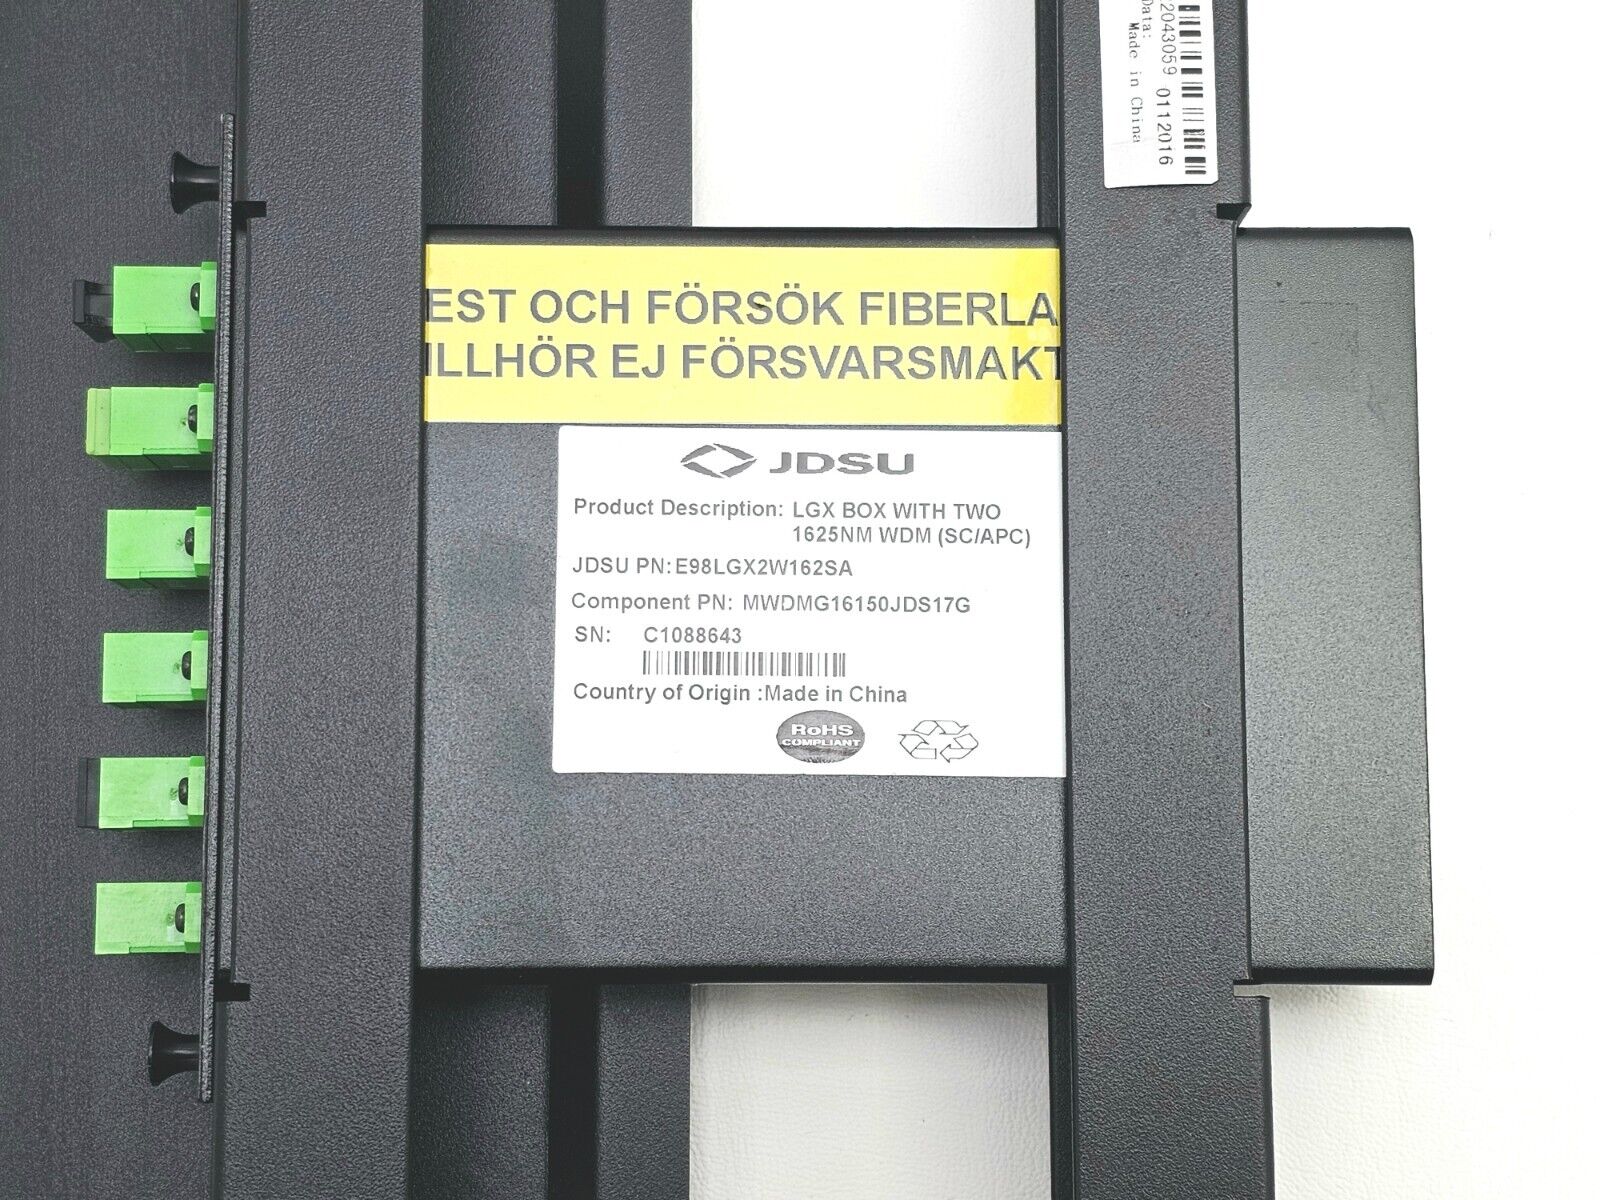 22043059 0112016
Data:
Made in China
EST OCH FÖRSÖK FIBERLA
ILLHÖR EJ FÖRSVARSMAKT
JDSU
Product Description: LGX BOX WITH TWO
1625NM WDM (SC/APC)
JDSU PN: E98LGX2W162SA
Component PN: MWDMG16150JDS17G
SN: C1088643
Country of Origin :Made in China
RoHS
COMPLIANT